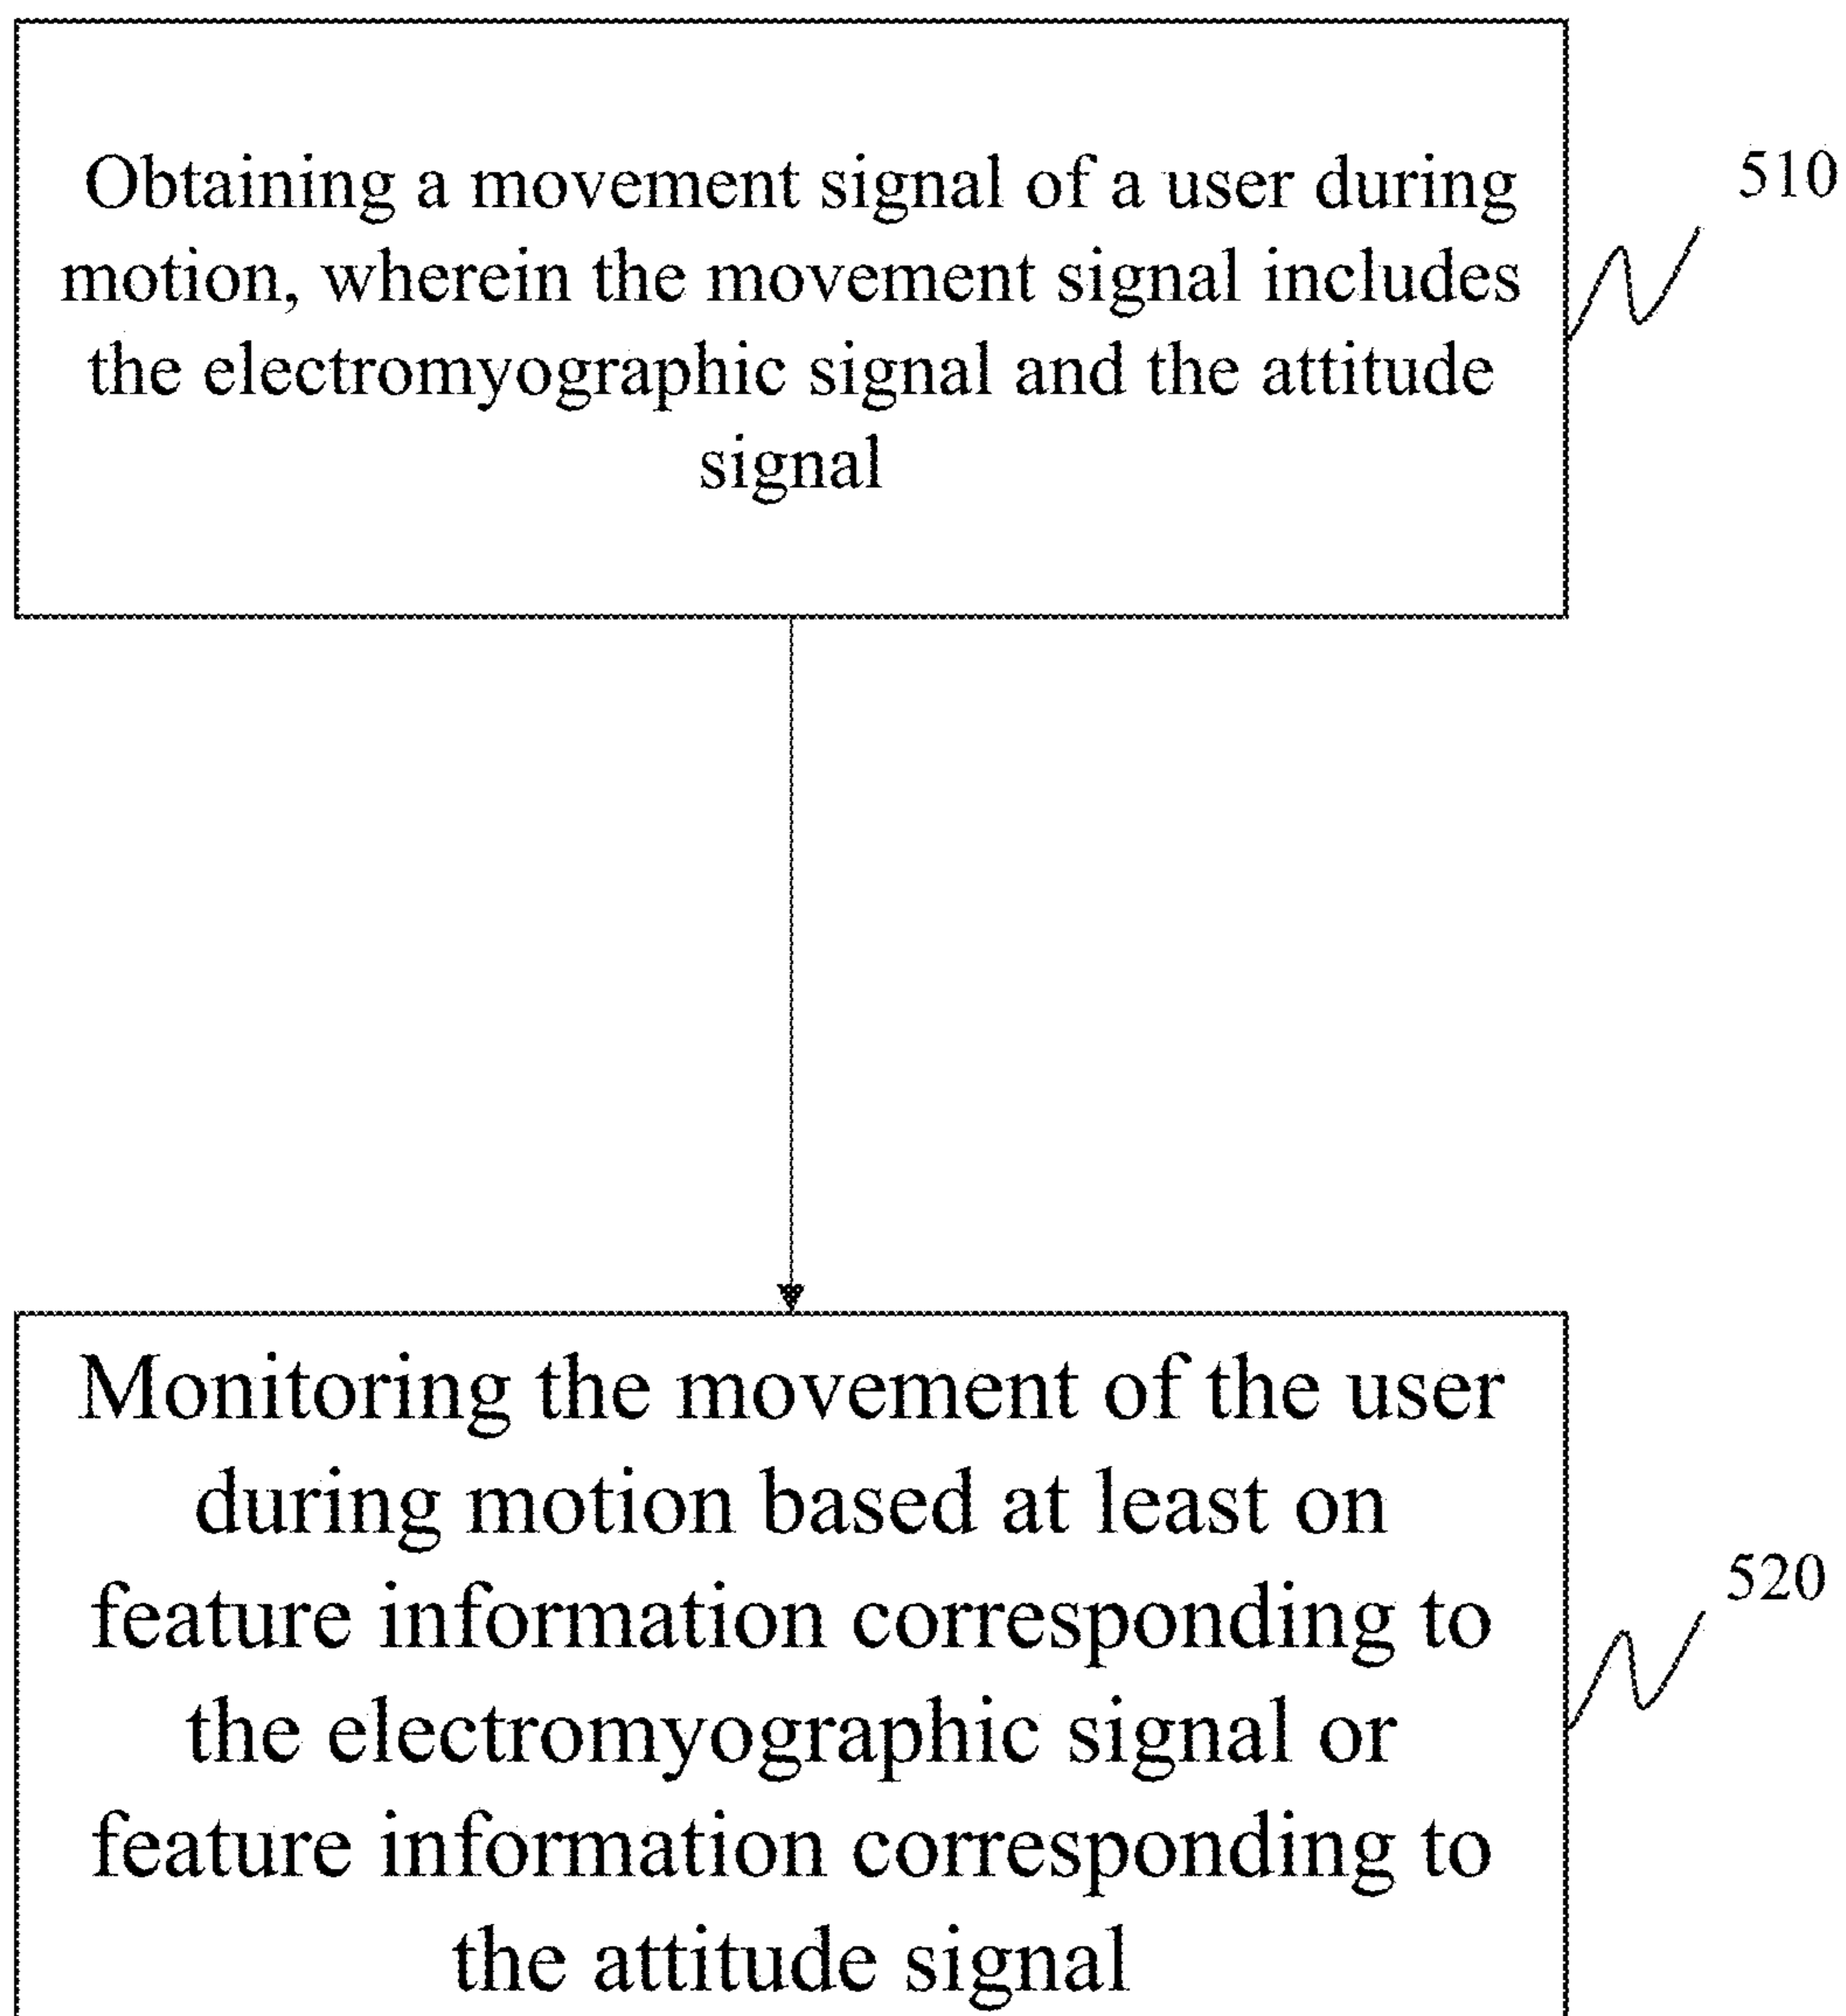 Obtaining a movement signal of a user during
motion, wherein the movement signal includes
the electromyographic signal and the attitude
signal
510
Monitoring the movement of the user
during motion based at least on
feature information corresponding to
the electromyographic signal or
feature information corresponding to
the attitude signal
520